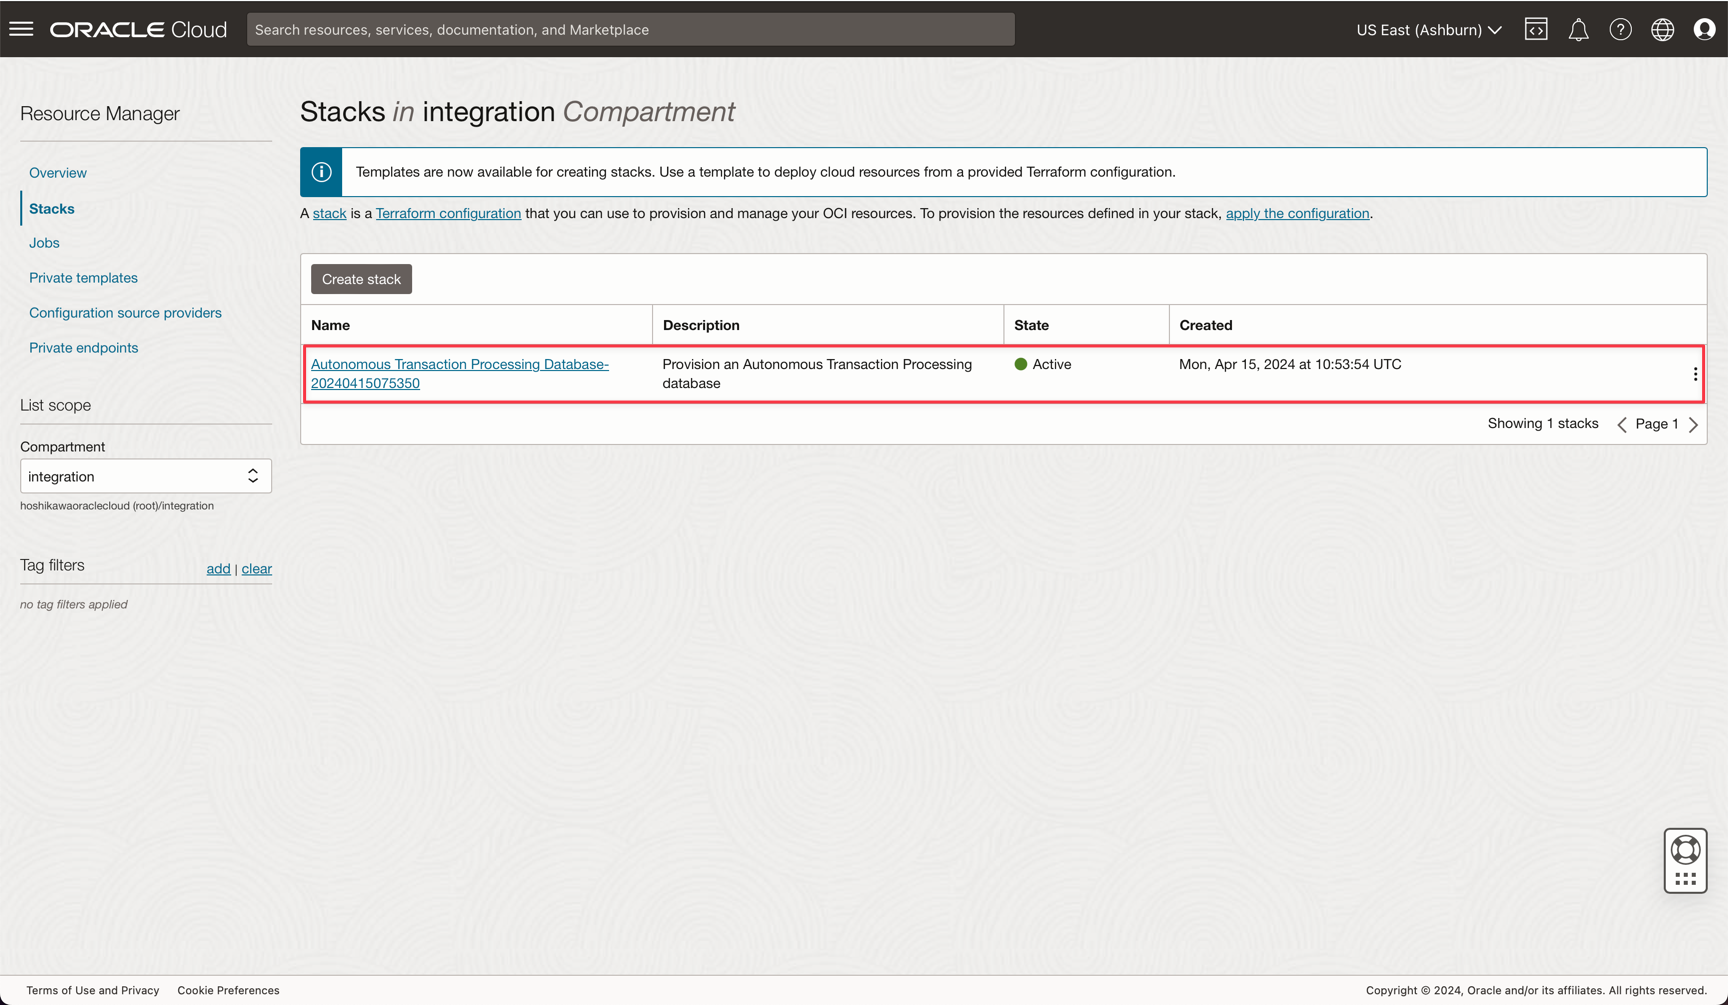 ORACLE Cloud
Search resources, services, documentation, and Marketplace
US East (Ashburn)
Resource Manager
Overview
Stacks
Jobs
Private templates
Configuration source providers
Private endpoints
List scope
Compartment
integration
hoshikawaoraclecloud (root)/integration
Tag filters
add | clear
no tag filters applied
Stacks in integration Compartment
Templates are now available for creating stacks. Use a template to deploy cloud resources from a provided Terraform configuration.
A stack is a Terraform configuration that you can use to provision and manage your OCI resources. To provision the resources defined in your stack, apply the configuration.
Create stack
Name Description State Created
Autonomous Transaction Processing Database-
20240415075350
Provision an Autonomous Transaction Processing
database
Active
Mon, Apr 15, 2024 at 10:53:54 UTC
Showing 1 stacks
Page 1
Terms of Use and Privacy
Cookie Preferences
Copyright © 2024, Oracle and/or its affiliates. All rights reserved.